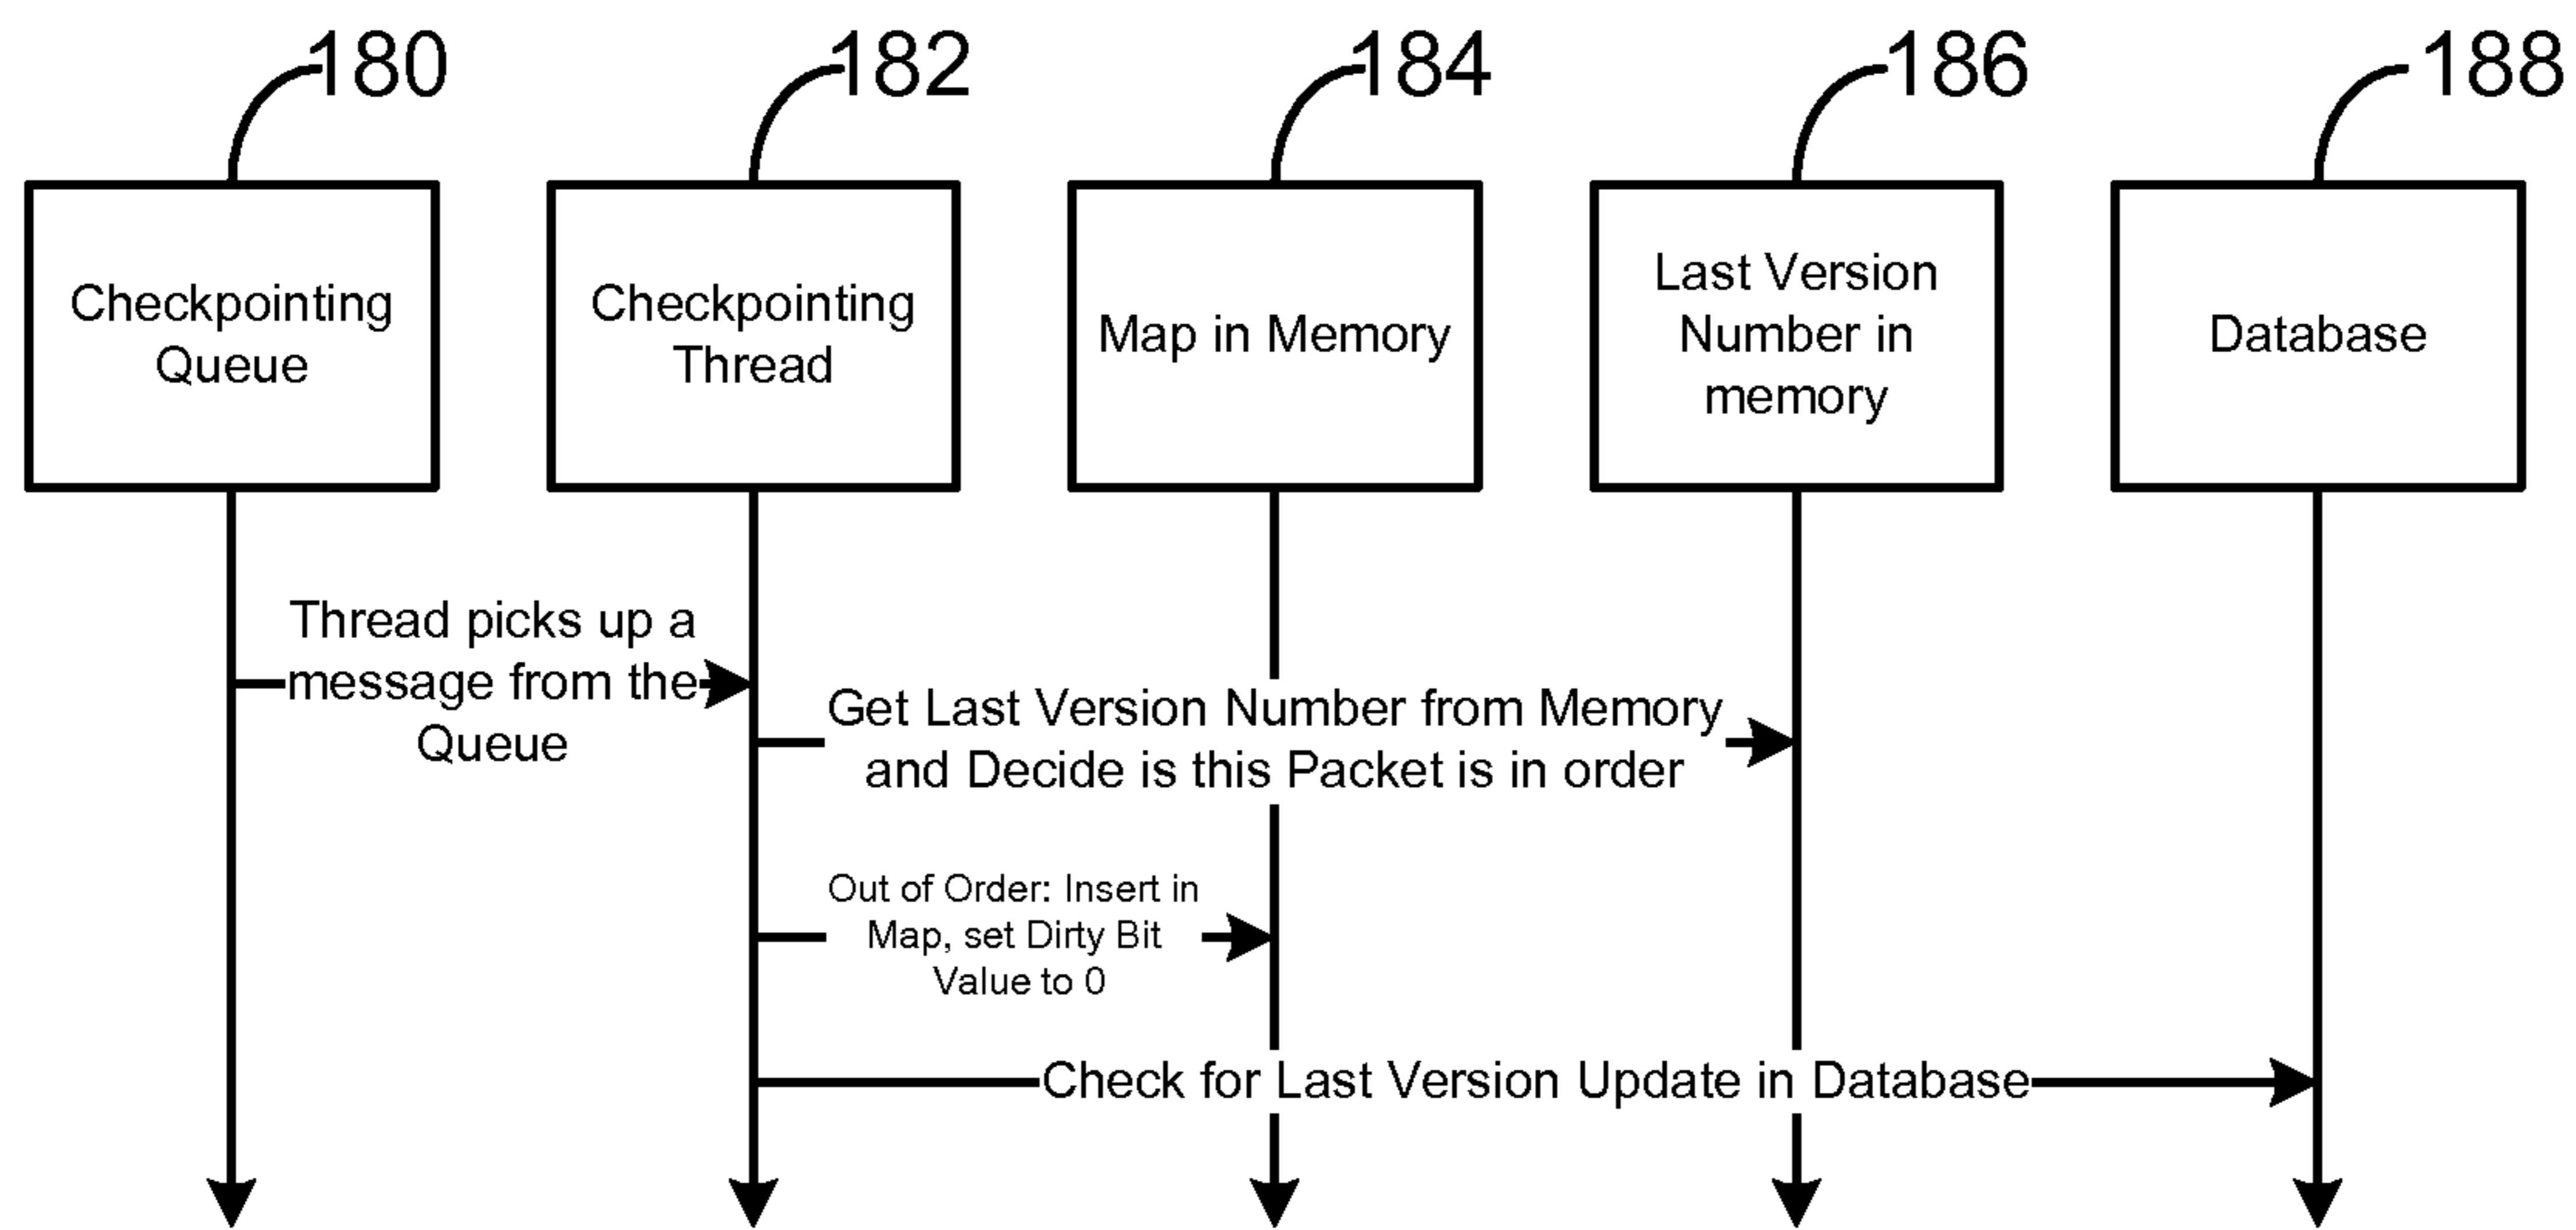 180
182
184
186
188
Checkpointing
Queue
Checkpointing
Thread
Map in Memory
Last Version
Number in
memory
Database
Thread picks up a
message from the
Queue
Get Last Version Number from Memory
and Decide is this Packet is in order
Out of Order: Insert in
Map, set Dirty Bit
Value to 0
Check for Last Version Update in Database